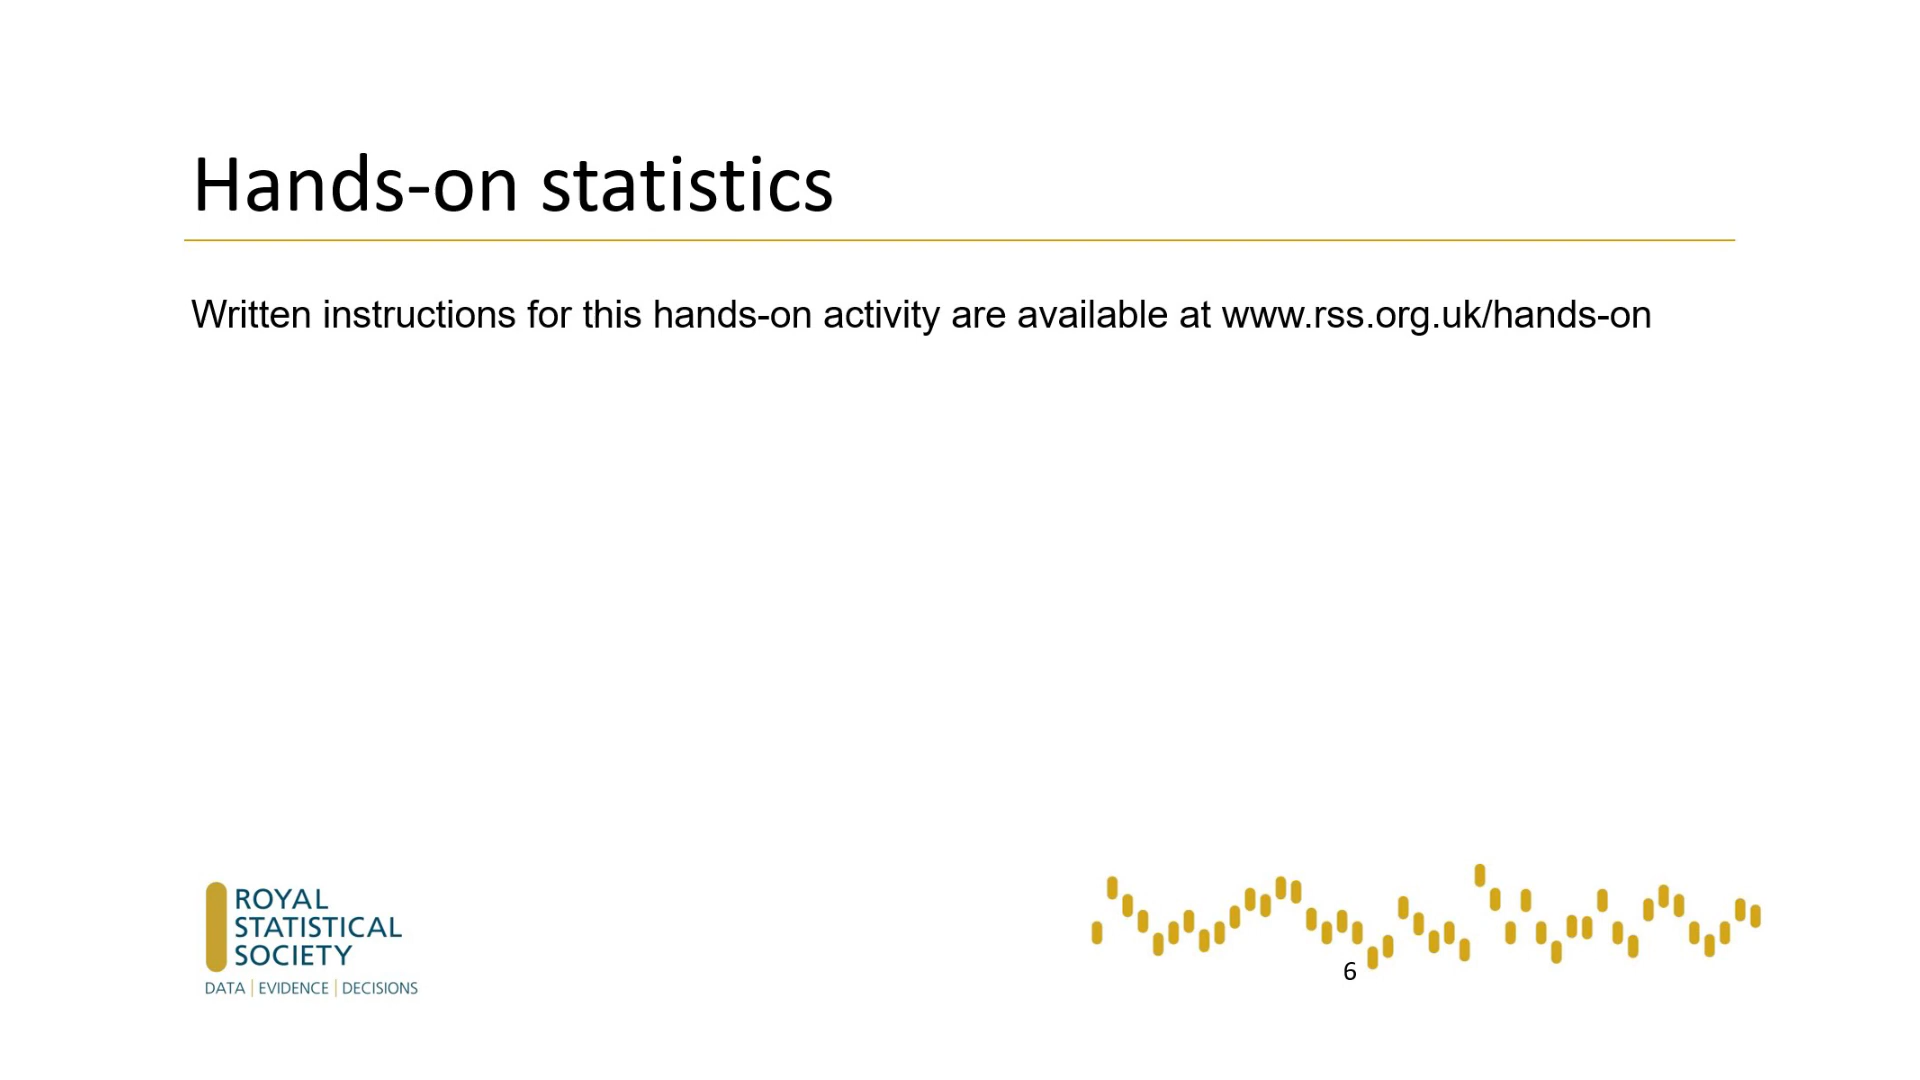 Hands-on statistics
Written instructions for this hands-on activity are available at www.rss.org.uk/hands-on
ROYAL
STATISTICAL
SOCIETY
DATA | EVIDENCE | DECISIONS
6